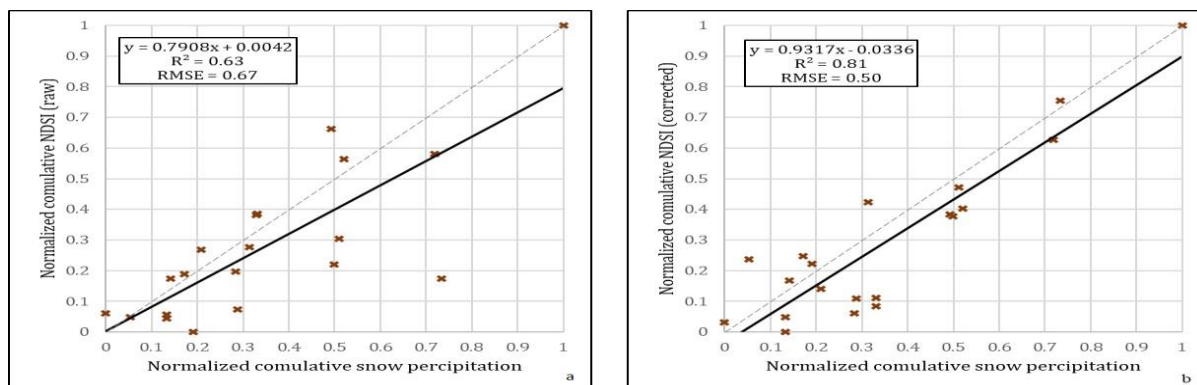 1
0.9
0.8
0.7
0.6
0.5
0.4
0.3
0.2
0.1
0
Normalized comulative NDSI (raw)
y = 0.7908x + 0.0042
R² = 0.63
RMSE = 0.67
0 0.1 0.2 0.3 0.4 0.5 0.6 0.7 0.8 0.9 1
Normalized comulative snow percipitation
a
1
0.9
0.8
0.7
0.6
0.5
0.4
0.3
0.2
0.1
0
Normalized comulative NDSI (corrected)
y = 0.9317x - 0.0336
R² = 0.81
RMSE = 0.50
0 0.1 0.2 0.3 0.4 0.5 0.6 0.7 0.8 0.9 1
Normalized comulative snow percipitation
b